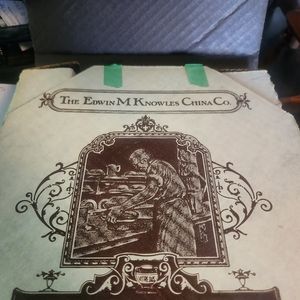 THE EDWIN M KNOWLES CHINA CO.